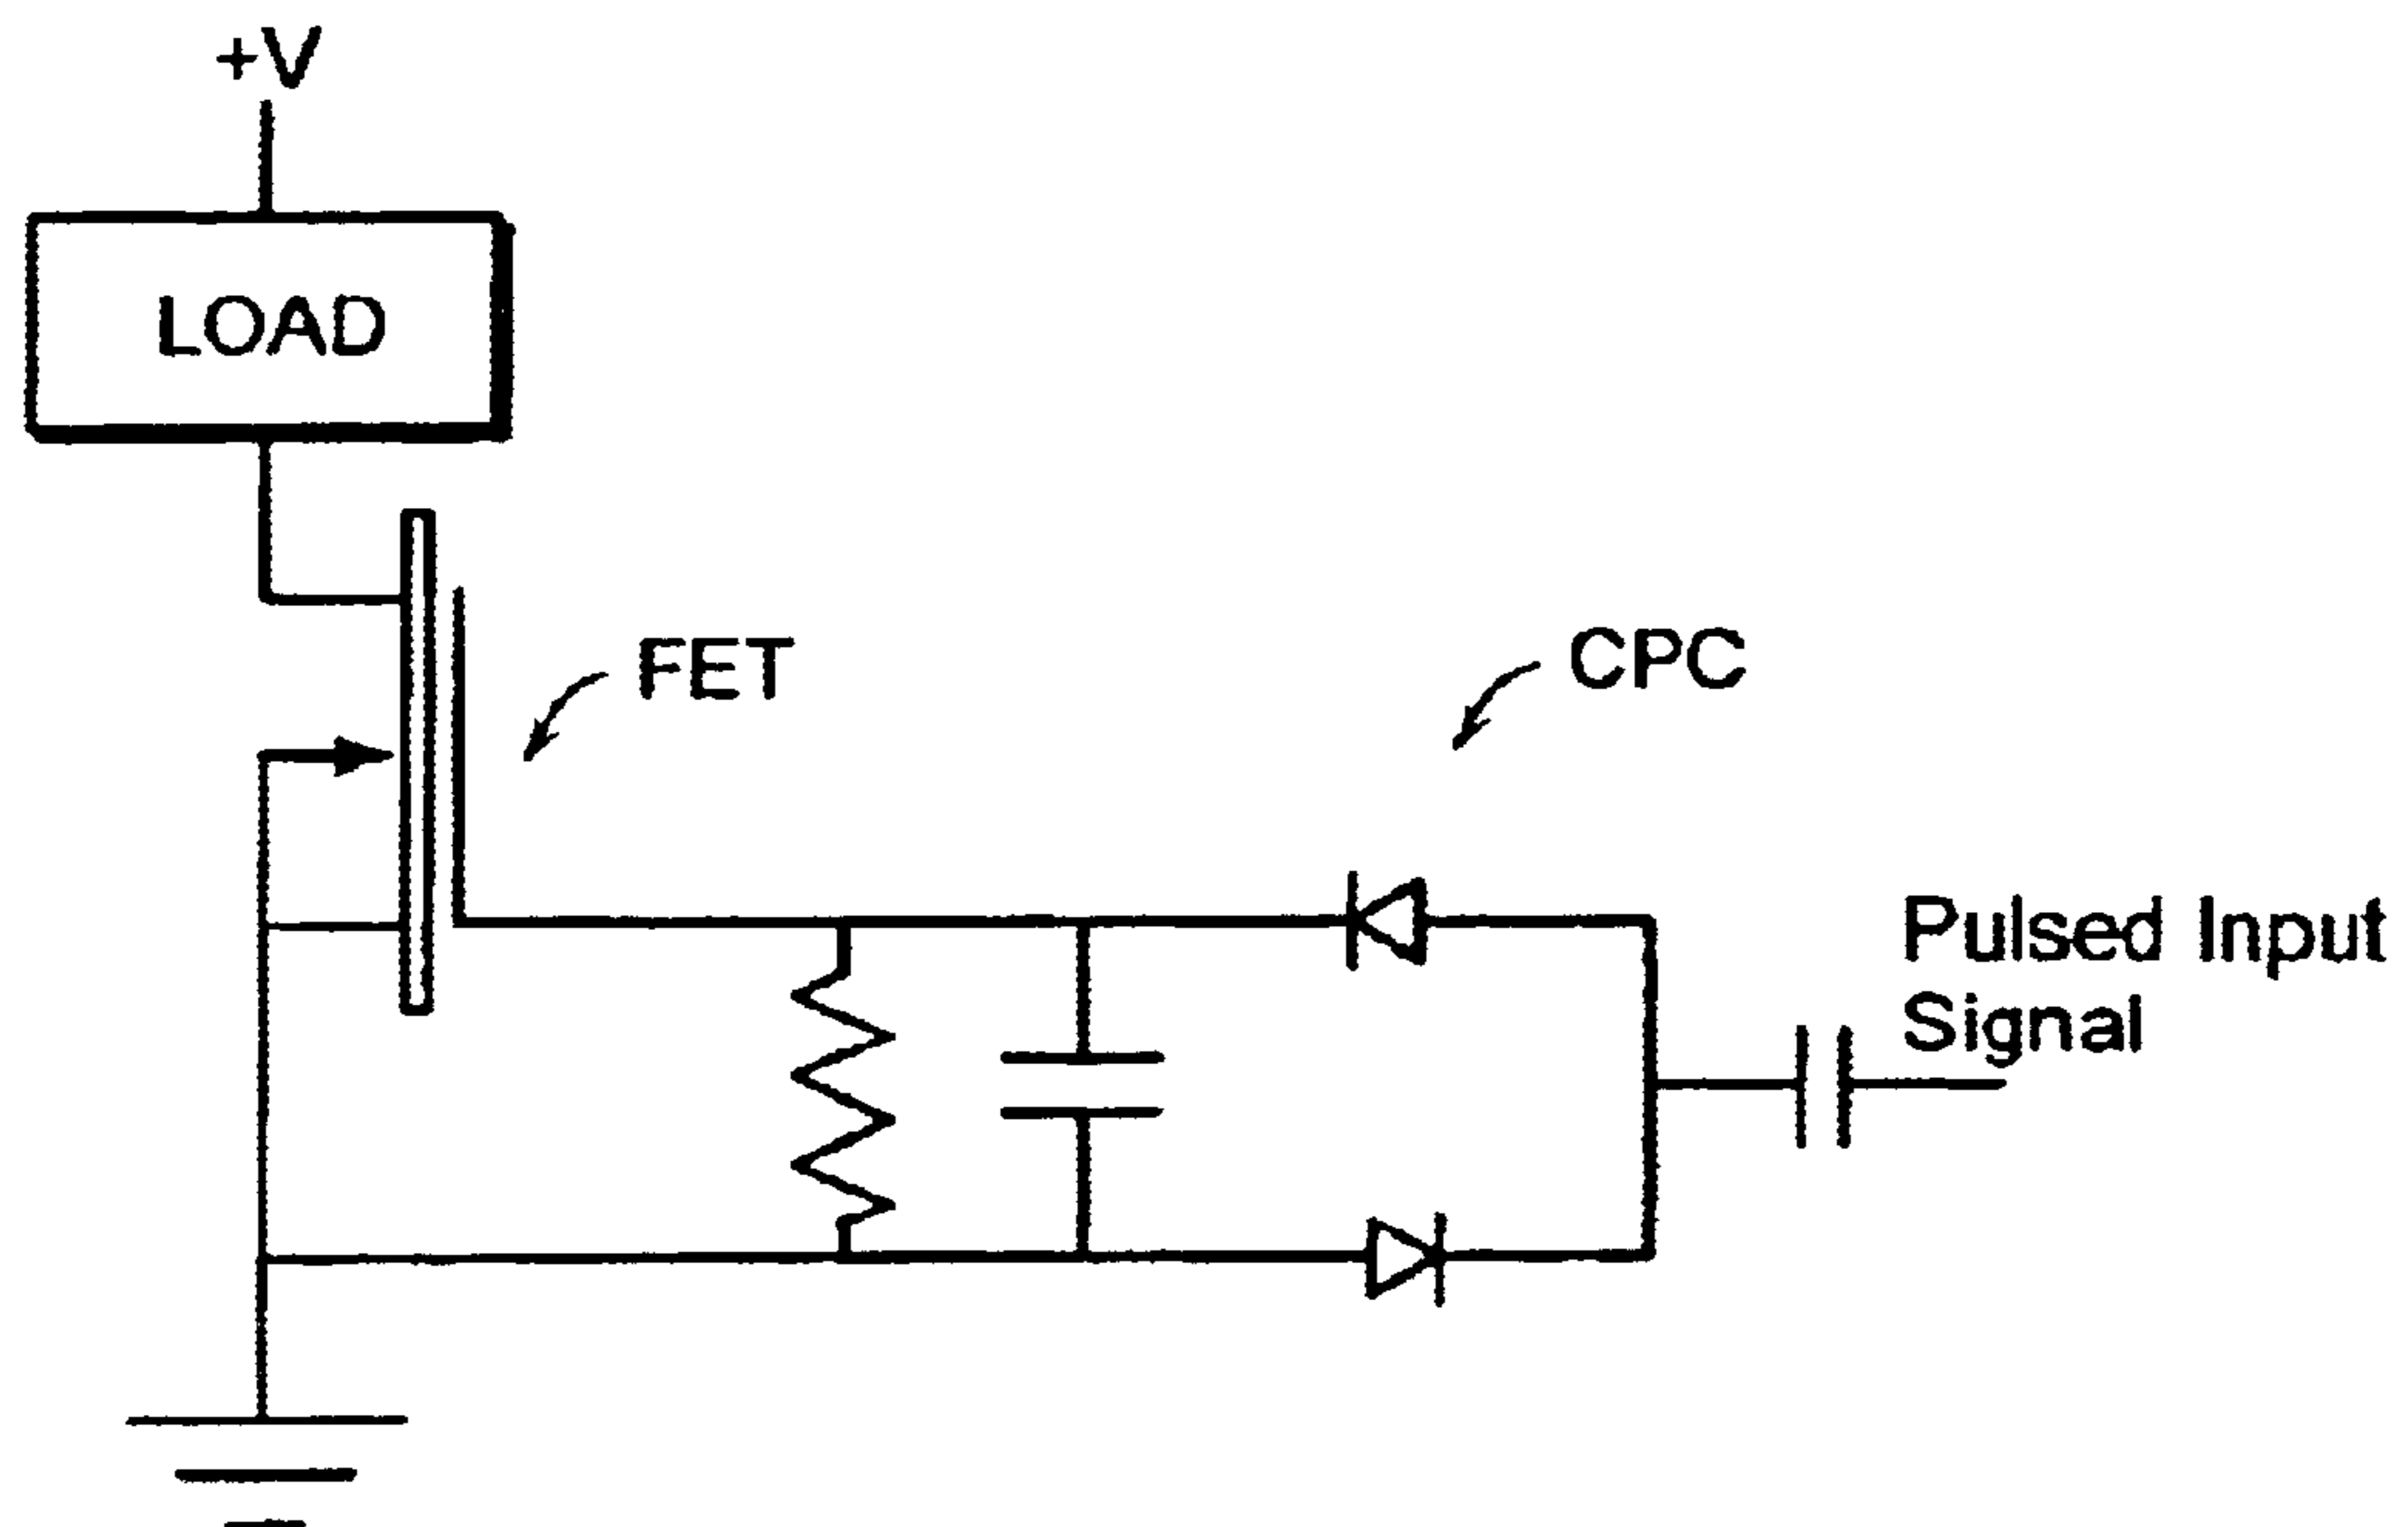 +V
LOAD
FET
CPC
Pulsed Input
Signal